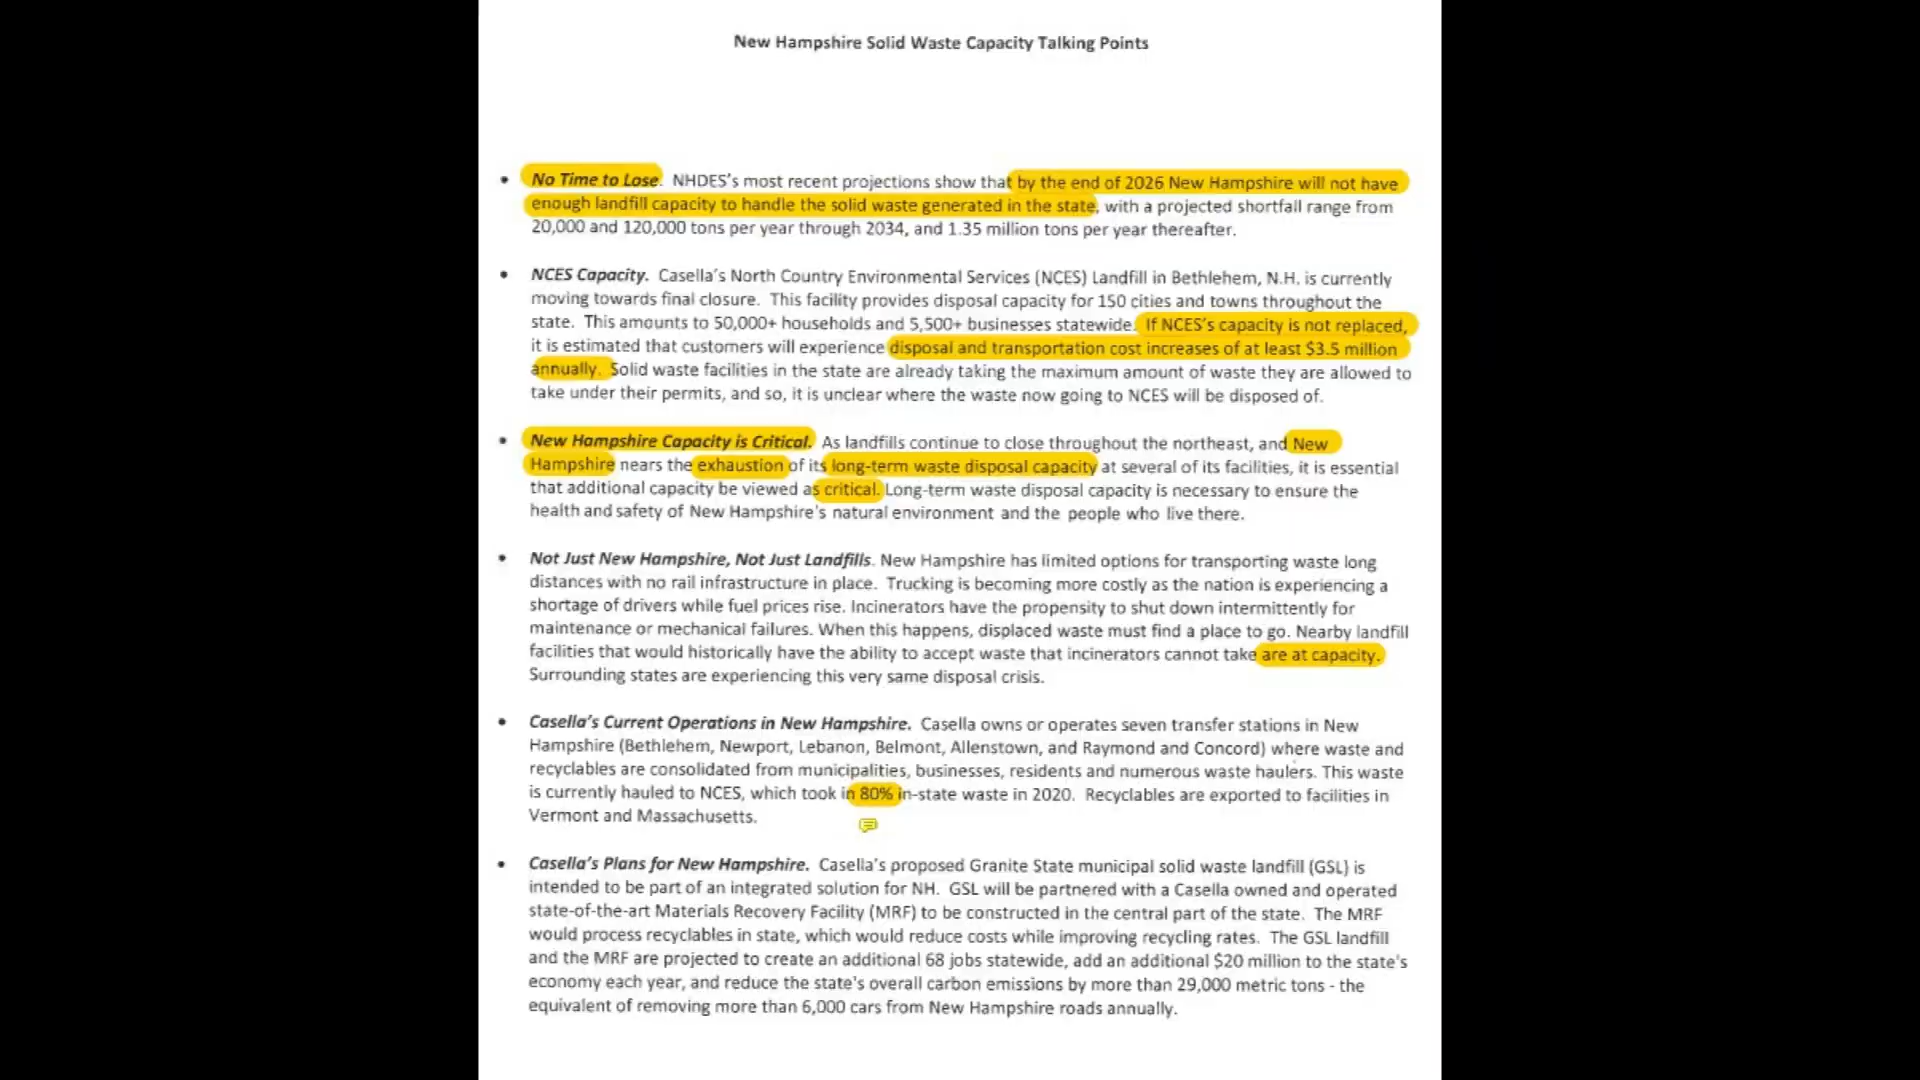 New Hampshire Solid Waste Capacity Talking Points
• No Time to Lose. NHDES's most recent projections show that by the end of 2026 New Hampshire will not have
enough landfill capacity to handle the solid waste generated in the state, with a projected shortfall range from
20,000 and 120,000 tons per year through 2034, and 1.35 million tons per year thereafter.
• NCES Capacity. Casella's North Country Environmental Services (NCES) Landfill in Bethlehem, N.H. is currently
moving towards final closure. This facility provides disposal capacity for 150 cities and towns throughout the
state. This amounts to 50,000+ households and 5,500+ businesses statewide. If NCES's capacity is not replaced,
it is estimated that customers will experience disposal and transportation cost increases of at least $3.5 million
annually. Solid waste facilities in the state are already taking the maximum amount of waste they are allowed to
take under their permits, and so, it is unclear where the waste now going to NCES will be disposed of.
• New Hampshire Capacity is Critical. As landfills continue to close throughout the northeast, and New
Hampshire nears the exhaustion of its long-term waste disposal capacity at several of its facilities, it is essential
that additional capacity be viewed as critical. Long-term waste disposal capacity is necessary to ensure the
health and safety of New Hampshire's natural environment and the people who live there.
• Not Just New Hampshire, Not Just Landfills. New Hampshire has limited options for transporting waste long
distances with no rail infrastructure in place. Trucking is becoming more costly as the nation is experiencing a
shortage of drivers while fuel prices rise. Incinerators have the propensity to shut down intermittently for
maintenance or mechanical failures. When this happens, displaced waste must find a place to go. Nearby landfill
facilities that would historically have the ability to accept waste that incinerators cannot take are at capacity.
Surrounding states are experiencing this very same disposal crisis.
• Casella's Current Operations in New Hampshire. Casella owns or operates seven transfer stations in New
Hampshire (Bethlehem, Newport, Lebanon, Belmont, Allenstown, and Raymond and Concord) where waste and
recyclables are consolidated from municipalities, businesses, residents and numerous waste haulers. This waste
is currently hauled to NCES, which took in 80% in-state waste in 2020. Recyclables are exported to facilities in
Vermont and Massachusetts.
• Casella's Plans for New Hampshire. Casella's proposed Granite State municipal solid waste landfill (GSL) is
intended to be part of an integrated solution for NH. GSL will be partnered with a Casella owned and operated
state-of-the-art Materials Recovery Facility (MRF) to be constructed in the central part of the state. The MRF
would process recyclables in state, which would reduce costs while improving recycling rates. The GSL landfill
and the MRF are projected to create an additional 68 jobs statewide, add an additional $20 million to the state's
economy each year, and reduce the state's overall carbon emissions by more than 29,000 metric tons - the
equivalent of removing more than 6,000 cars from New Hampshire roads annually.